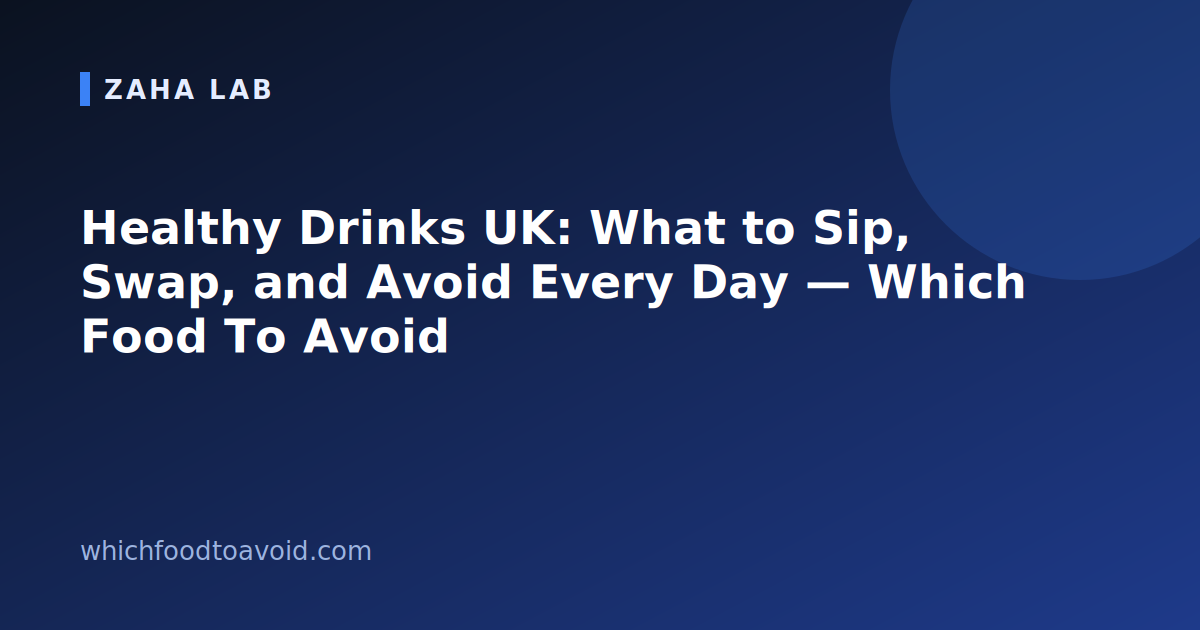 ZAHA LAB
Healthy Drinks UK: What to Sip,
Swap, and Avoid Every Day — Which
Food To Avoid
whichfoodtoavoid.com